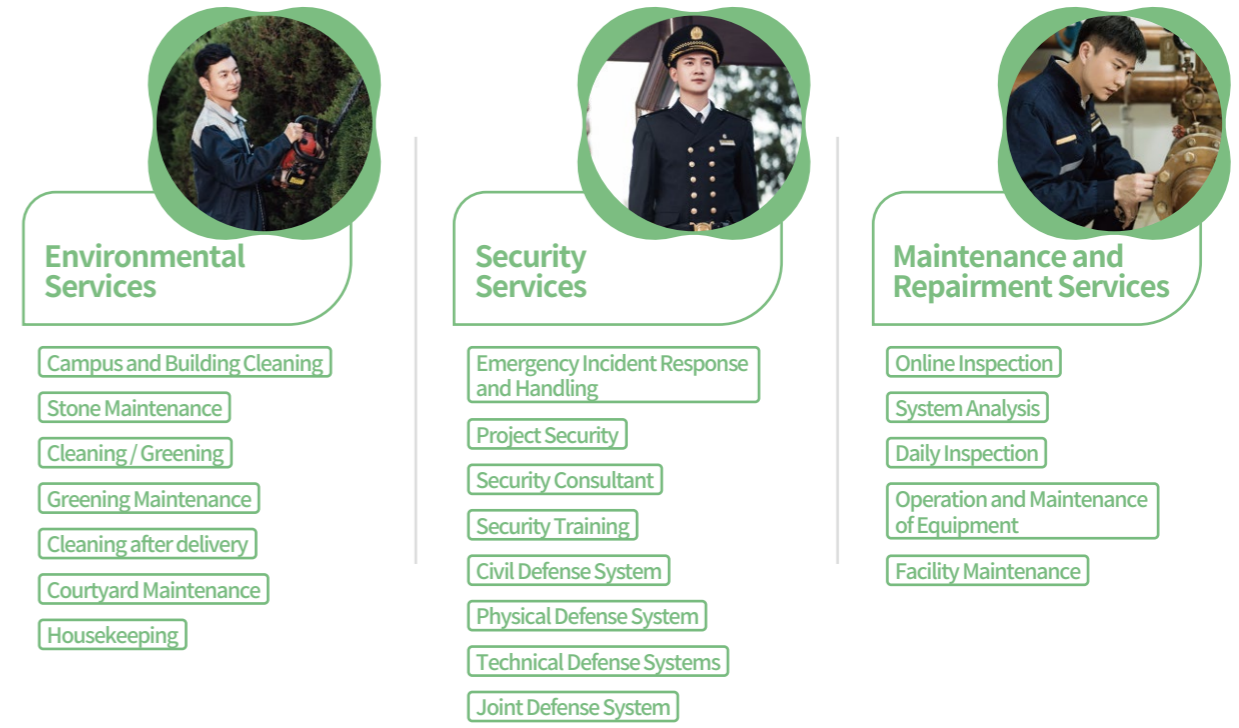 Environmental
Services
Campus and Building Cleaning
Stone Maintenance
Cleaning / Greening
Greening Maintenance
Cleaning after delivery
Courtyard Maintenance
Housekeeping
Security
Services
Emergency Incident Response
and Handling
Project Security
Security Consultant
Security Training
Civil Defense System
Physical Defense System
Technical Defense Systems
Joint Defense System
Maintenance and
Repairment Services
Online Inspection
System Analysis
Daily Inspection
Operation and Maintenance
of Equipment
Facility Maintenance